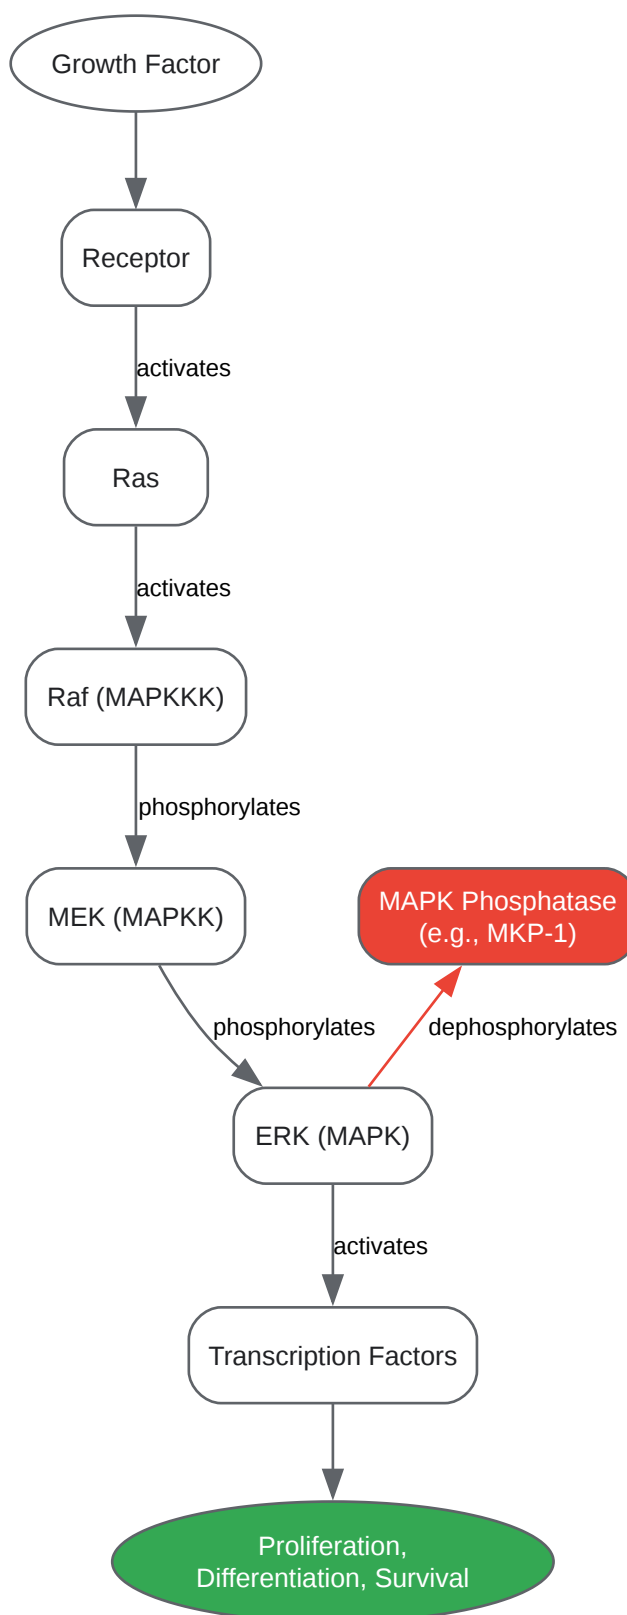 Growth Factor
Receptor
activates
Ras
activates
Raf (MAPKKK)
phosphorylates
MEK (MAPKK)
MAPK Phosphatase
(e.g., MKP-1)
phosphorylates
dephosphorylates
ERK (MAPK)
activates
Transcription Factors
Proliferation,
Differentiation, Survival